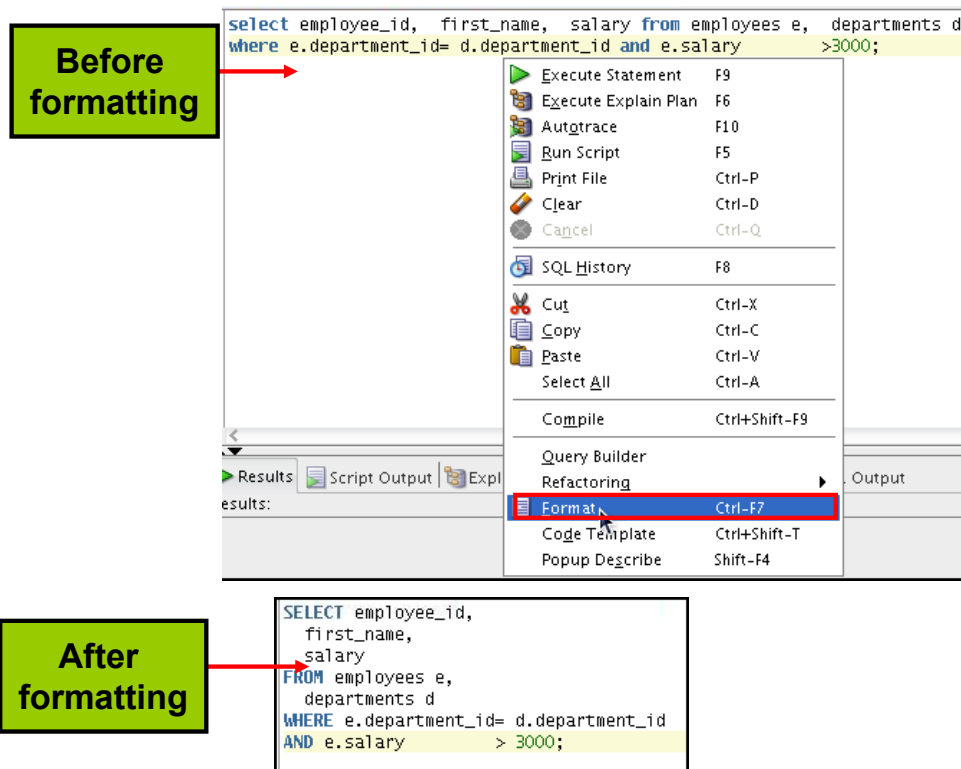 Before
formatting
select employee_id,  first_name,  salary from employees e,  departments d
where e.department_id= d.department_id and e.salary       >3000;
Execute Statement F9
Execute Explain Plan F6
Autotrace F10
Run Script F5
Print File Ctrl-P
Clear Ctrl-D
Cancel Ctrl-Q
SQL History F8
Cut Ctrl-X
Copy Ctrl-C
Paste Ctrl-V
Select All Ctrl-A
Compile Ctrl+Shift-F9
Query Builder
Refactoring
Format Ctrl-F7
Code Template Ctrl+Shift-T
Popup Describe Shift-F4
Results Script Output Expl Output
esults:
After
formatting
SELECT employee_id,
  first_name,
  salary
FROM employees e,
  departments d
WHERE e.department_id= d.department_id
AND e.salary        > 3000;